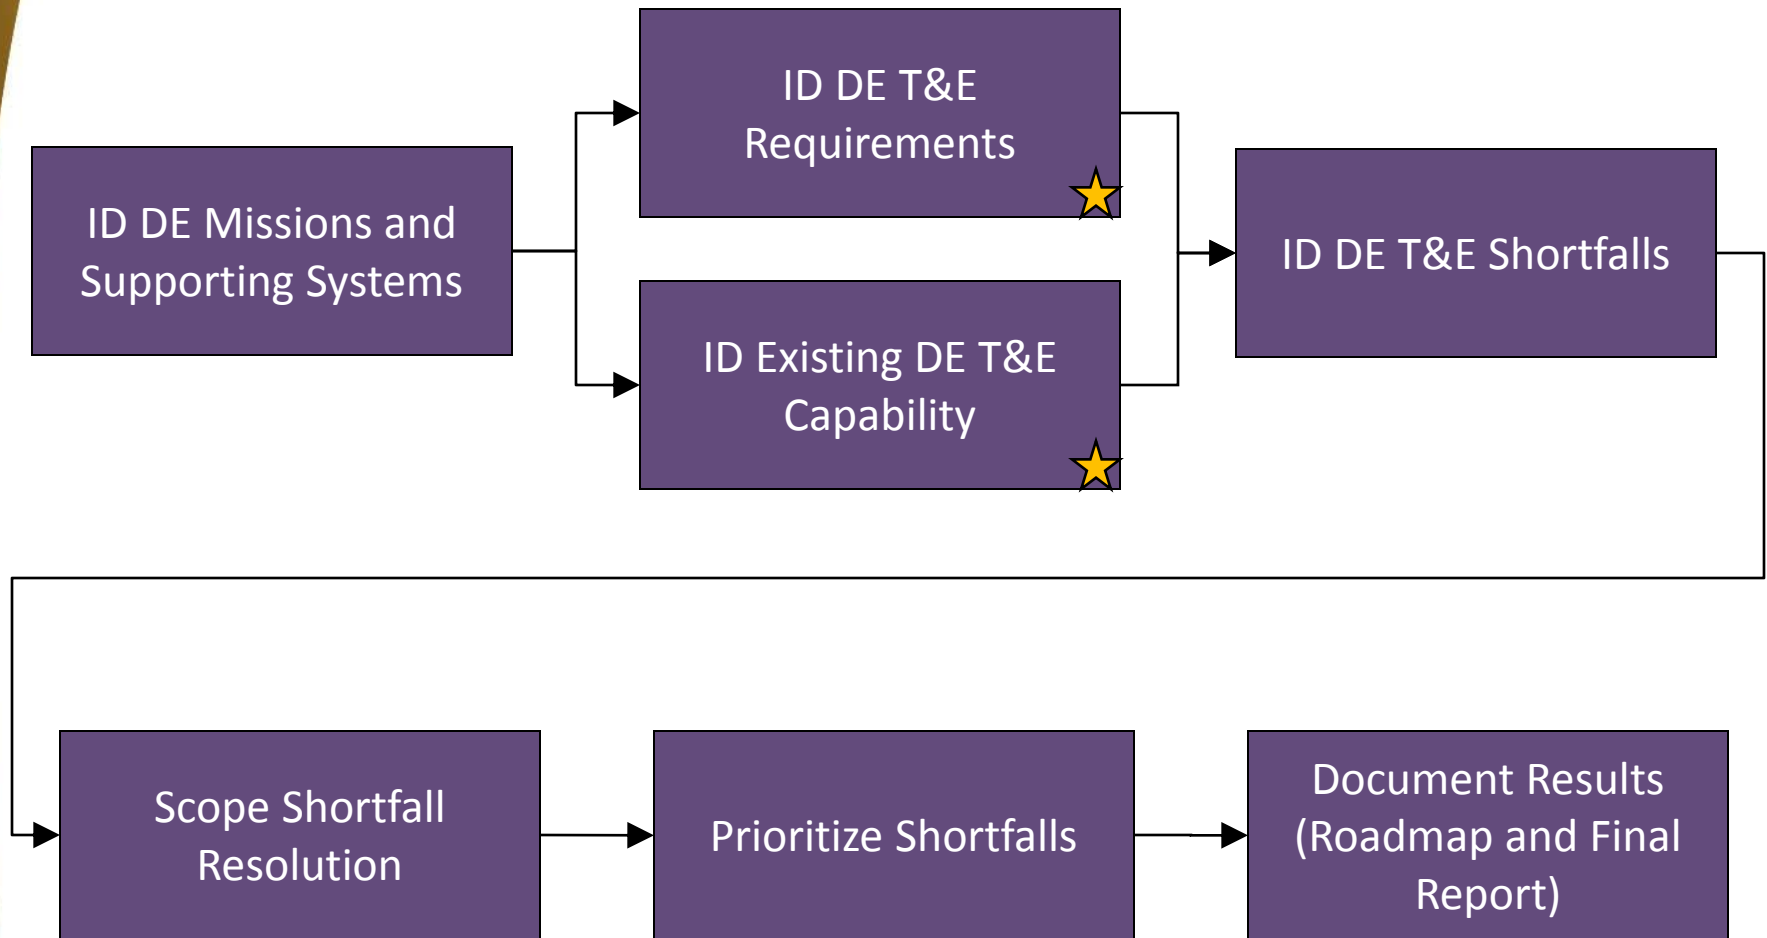 ID DE T&E
Requirements
ID DE Missions and
Supporting Systems
ID DE T&E Shortfalls
ID Existing DE T&E
Capability
Scope Shortfall
Resolution
Prioritize Shortfalls
Document Results
(Roadmap and Final
Report)